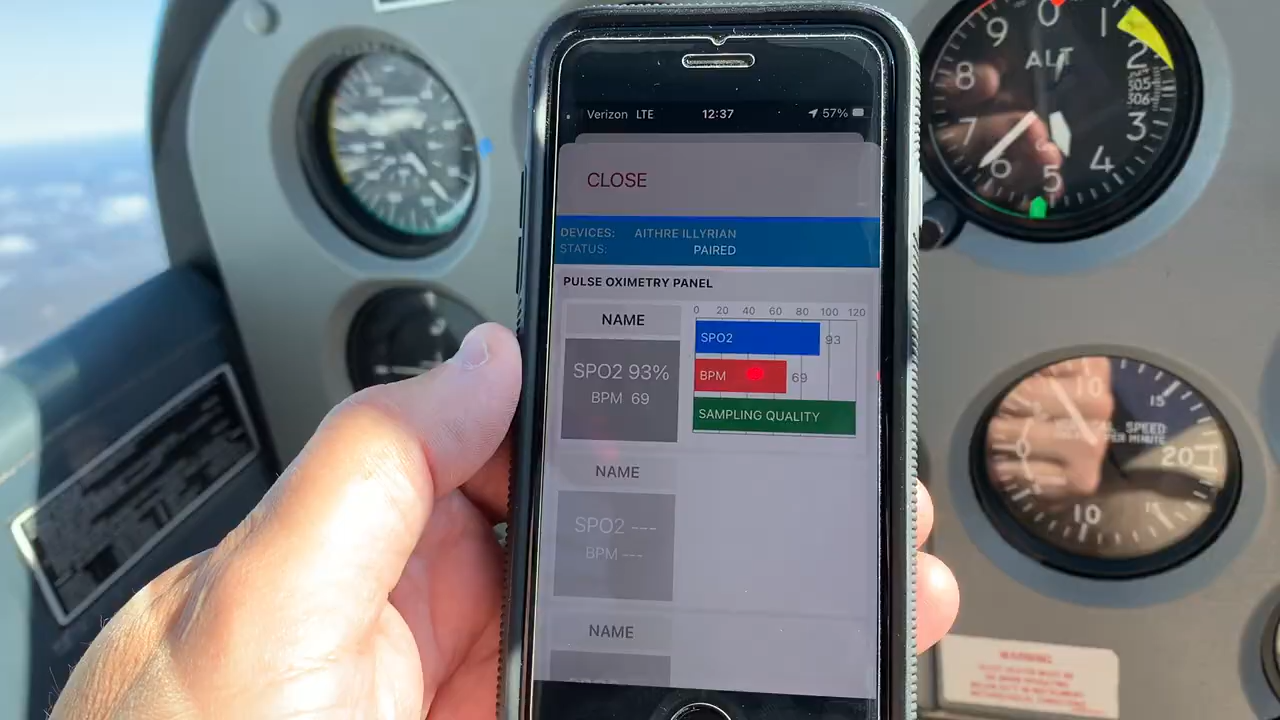 Verizon LTE 12:37 57%
CLOSE
DEVICES: AITHRE ILLYRIAN
STATUS: PAIRED
PULSE OXIMETRY PANEL
NAME
SPO2 93%
BPM 69
0 20 40 60 80 100 120
SPO2 93
BPM 69
SAMPLING QUALITY
NAME
SPO2 ---
BPM ---
NAME
0
1
2
3
4
5
6
7
8
9
ALT
10
15
20
10
0
SPEED
PER MINUTE
WARNING